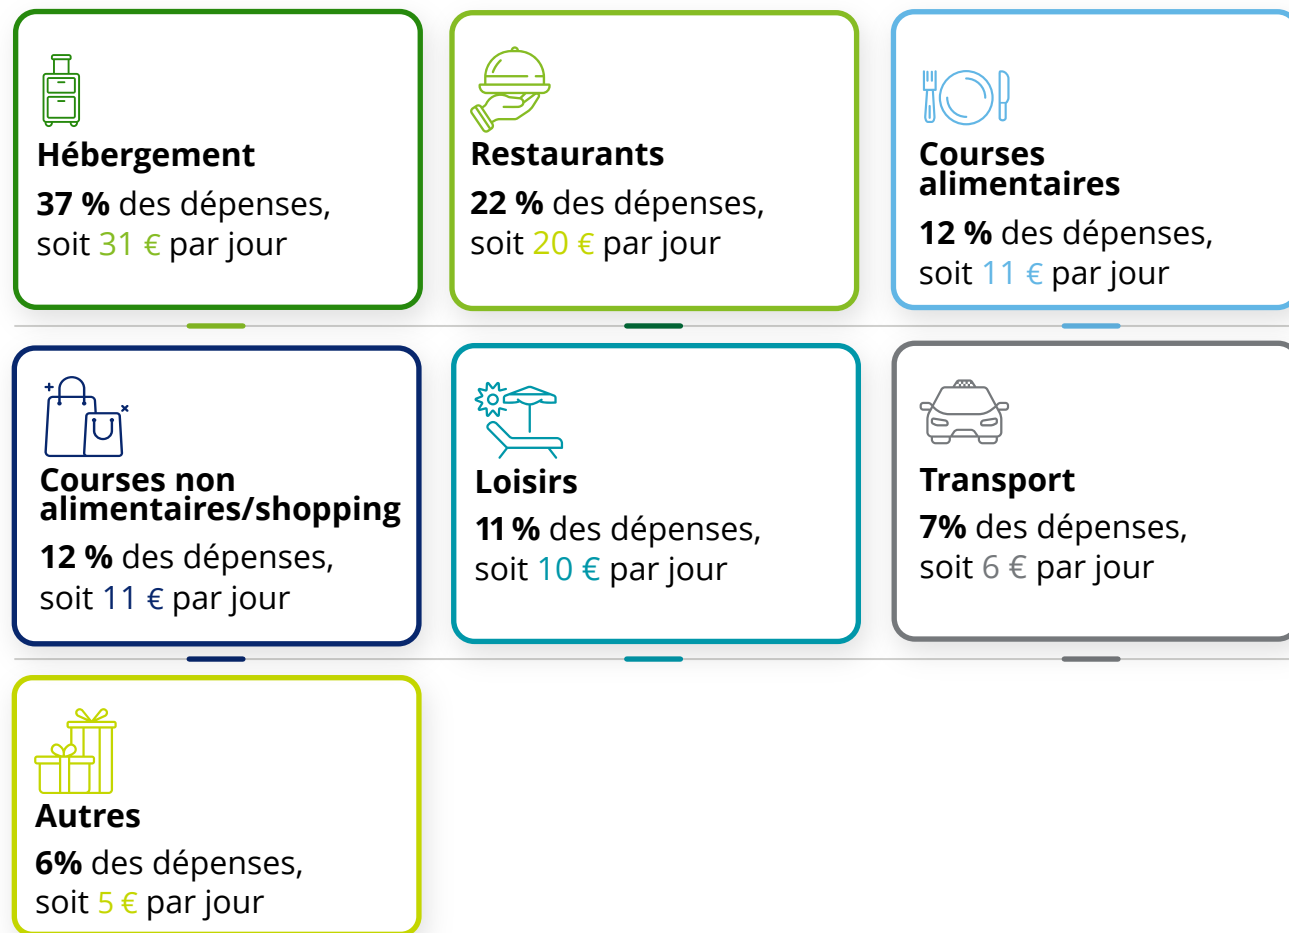 Hébergement
37 % des dépenses,
soit 31 € par jour
Restaurants
22 % des dépenses,
soit 20 € par jour
Courses
alimentaires
12 % des dépenses,
soit 11 € par jour
Courses non
alimentaires/shopping
12 % des dépenses,
soit 11 € par jour
Loisirs
11 % des dépenses,
soit 10 € par jour
Transport
7% des dépenses,
soit 6 € par jour
Autres
6% des dépenses,
soit 5 € par jour